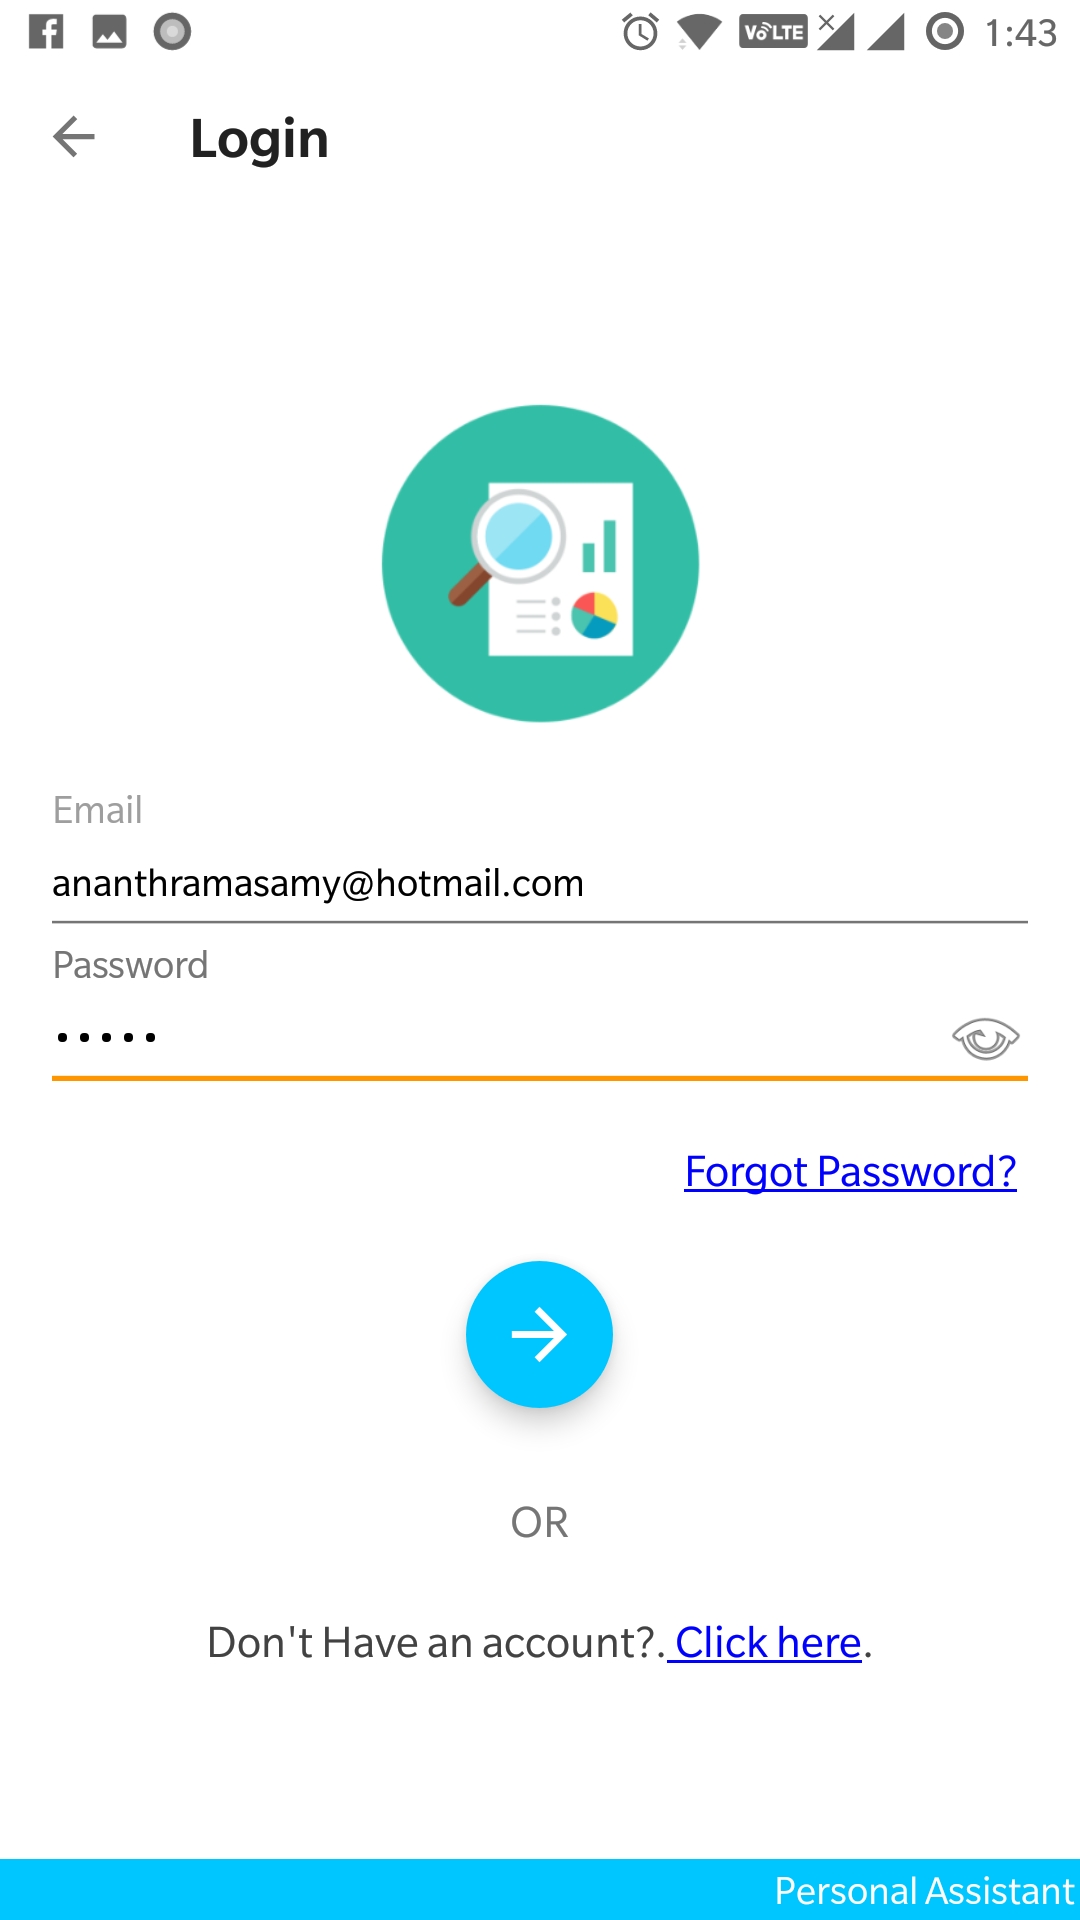 VoLTE 1:43
Login
Email
ananthramasamy@hotmail.com
Password
Forgot Password?
OR
Don't Have an account?. Click here.
Personal Assistant